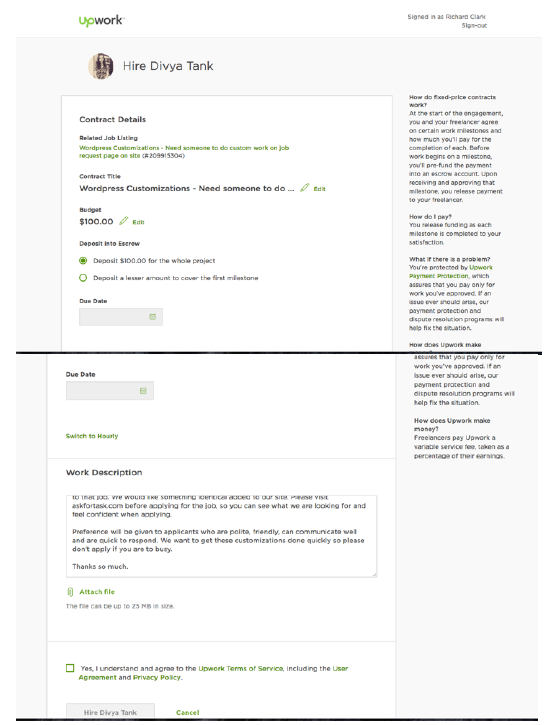 Upwork
Signed in as Richard Clark
Sign-out
Hire Divya Tank
Contract Details
Related Job Listing
Wordpress Customizations - Need someone to do custom work on job
request page on site (#209915304)
Contract Title
Wordpress Customizations - Need someone to do ... Edit
Budget
$100.00 Edit
Deposit into Escrow
Deposit $100.00 for the whole project
Deposit a lesser amount to cover the first milestone
Due Date
How do fixed-price contracts
work?
At the start of the engagement,
you and your freelancer agree
on certain work milestones and
how much you'll pay for the
completion of each. Before
work begins on a milestone,
you'll pre-fund the payment
into an escrow account. Upon
receiving and approving that
milestone, you release payment
to your freelancer.
How do I pay?
You release funding as each
milestone is completed to your
satisfaction.
What if there is a problem?
You're protected by Upwork
Payment Protection, which
assures that you pay only for
work you've approved. If an
issue ever should arise, our
payment protection and
dispute resolution programs will
help fix the situation.
How does Upwork make
Due Date
Switch to Hourly
Work Description
to that job. We would like something identical added to our site. Please visit
askfortask.com before applying for the job, so you can see what we are looking for and
feel confident when applying.
Preference will be given to applicants who are polite, friendly, can communicate well
and are quick to respond. We want to get these customizations done quickly so please
don't apply if you are to busy.
Thanks so much.
Attach file
The file can be up to 25 MB in size.
Yes, I understand and agree to the Upwork Terms of Service, including the User
Agreement and Privacy Policy.
Hire Divya Tank
Cancel
assures that you pay only for
work you've approved. If an
issue ever should arise, our
payment protection and
dispute resolution programs will
help fix the situation.
How does Upwork make
money?
Freelancers pay Upwork a
variable service fee, taken as a
percentage of their earnings.